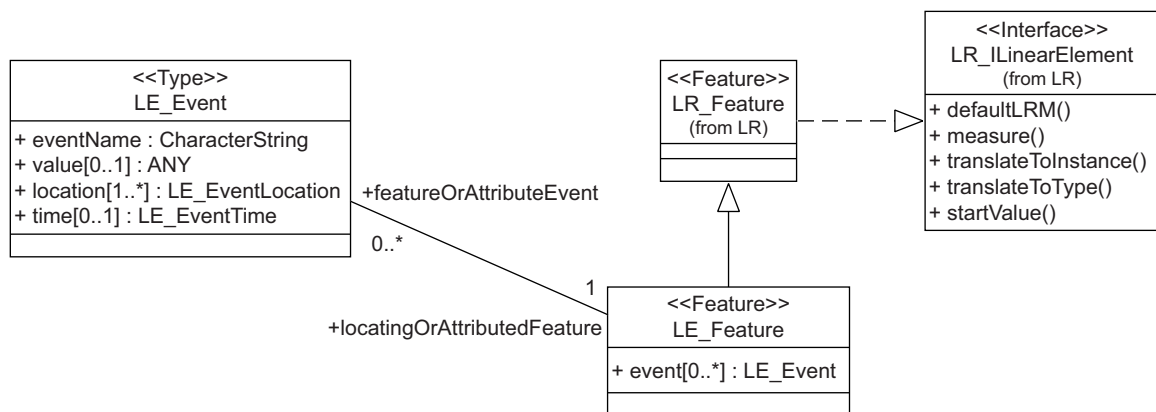 <<Type>>
LE_Event
+ eventName : CharacterString
+ value[0..1] : ANY
+ location[1..*] : LE_EventLocation
+ time[0..1] : LE_EventTime
+featureOrAttributeEvent
0..*
1
+locatingOrAttributedFeature
<<Feature>>
LR_Feature
(from LR)
<<Interface>>
LR_ILinearElement
(from LR)
+ defaultLRM()
+ measure()
+ translateToInstance()
+ translateToType()
+ startValue()
<<Feature>>
LE_Feature
+ event[0..*] : LE_Event